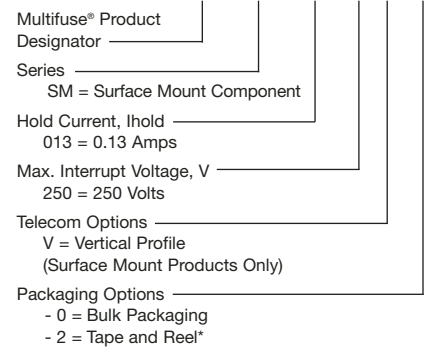 Multifuse® Product
Designator
Series
SM = Surface Mount Component
Hold Current, Ihold
013 = 0.13 Amps
Max. Interrupt Voltage, V
250 = 250 Volts
Telecom Options
V = Vertical Profile
(Surface Mount Products Only)
Packaging Options
- 0 = Bulk Packaging
- 2 = Tape and Reel*